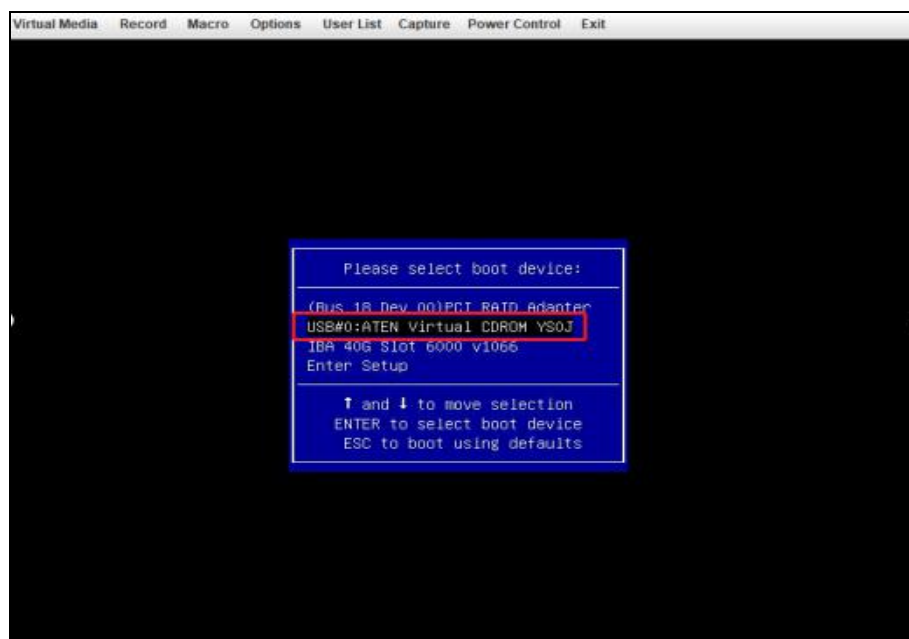 Virtual Media Record Macro Options User List Capture Power Control Exit
Please select boot device:
(Bus 18 Dev 00)PCI RAID Adapter
USB#0:ATEN Virtual CDROM YS0J
IBA 40G Slot 6000 v1066
Enter Setup
↑ and ↓ to move selection
ENTER to select boot device
ESC to boot using defaults